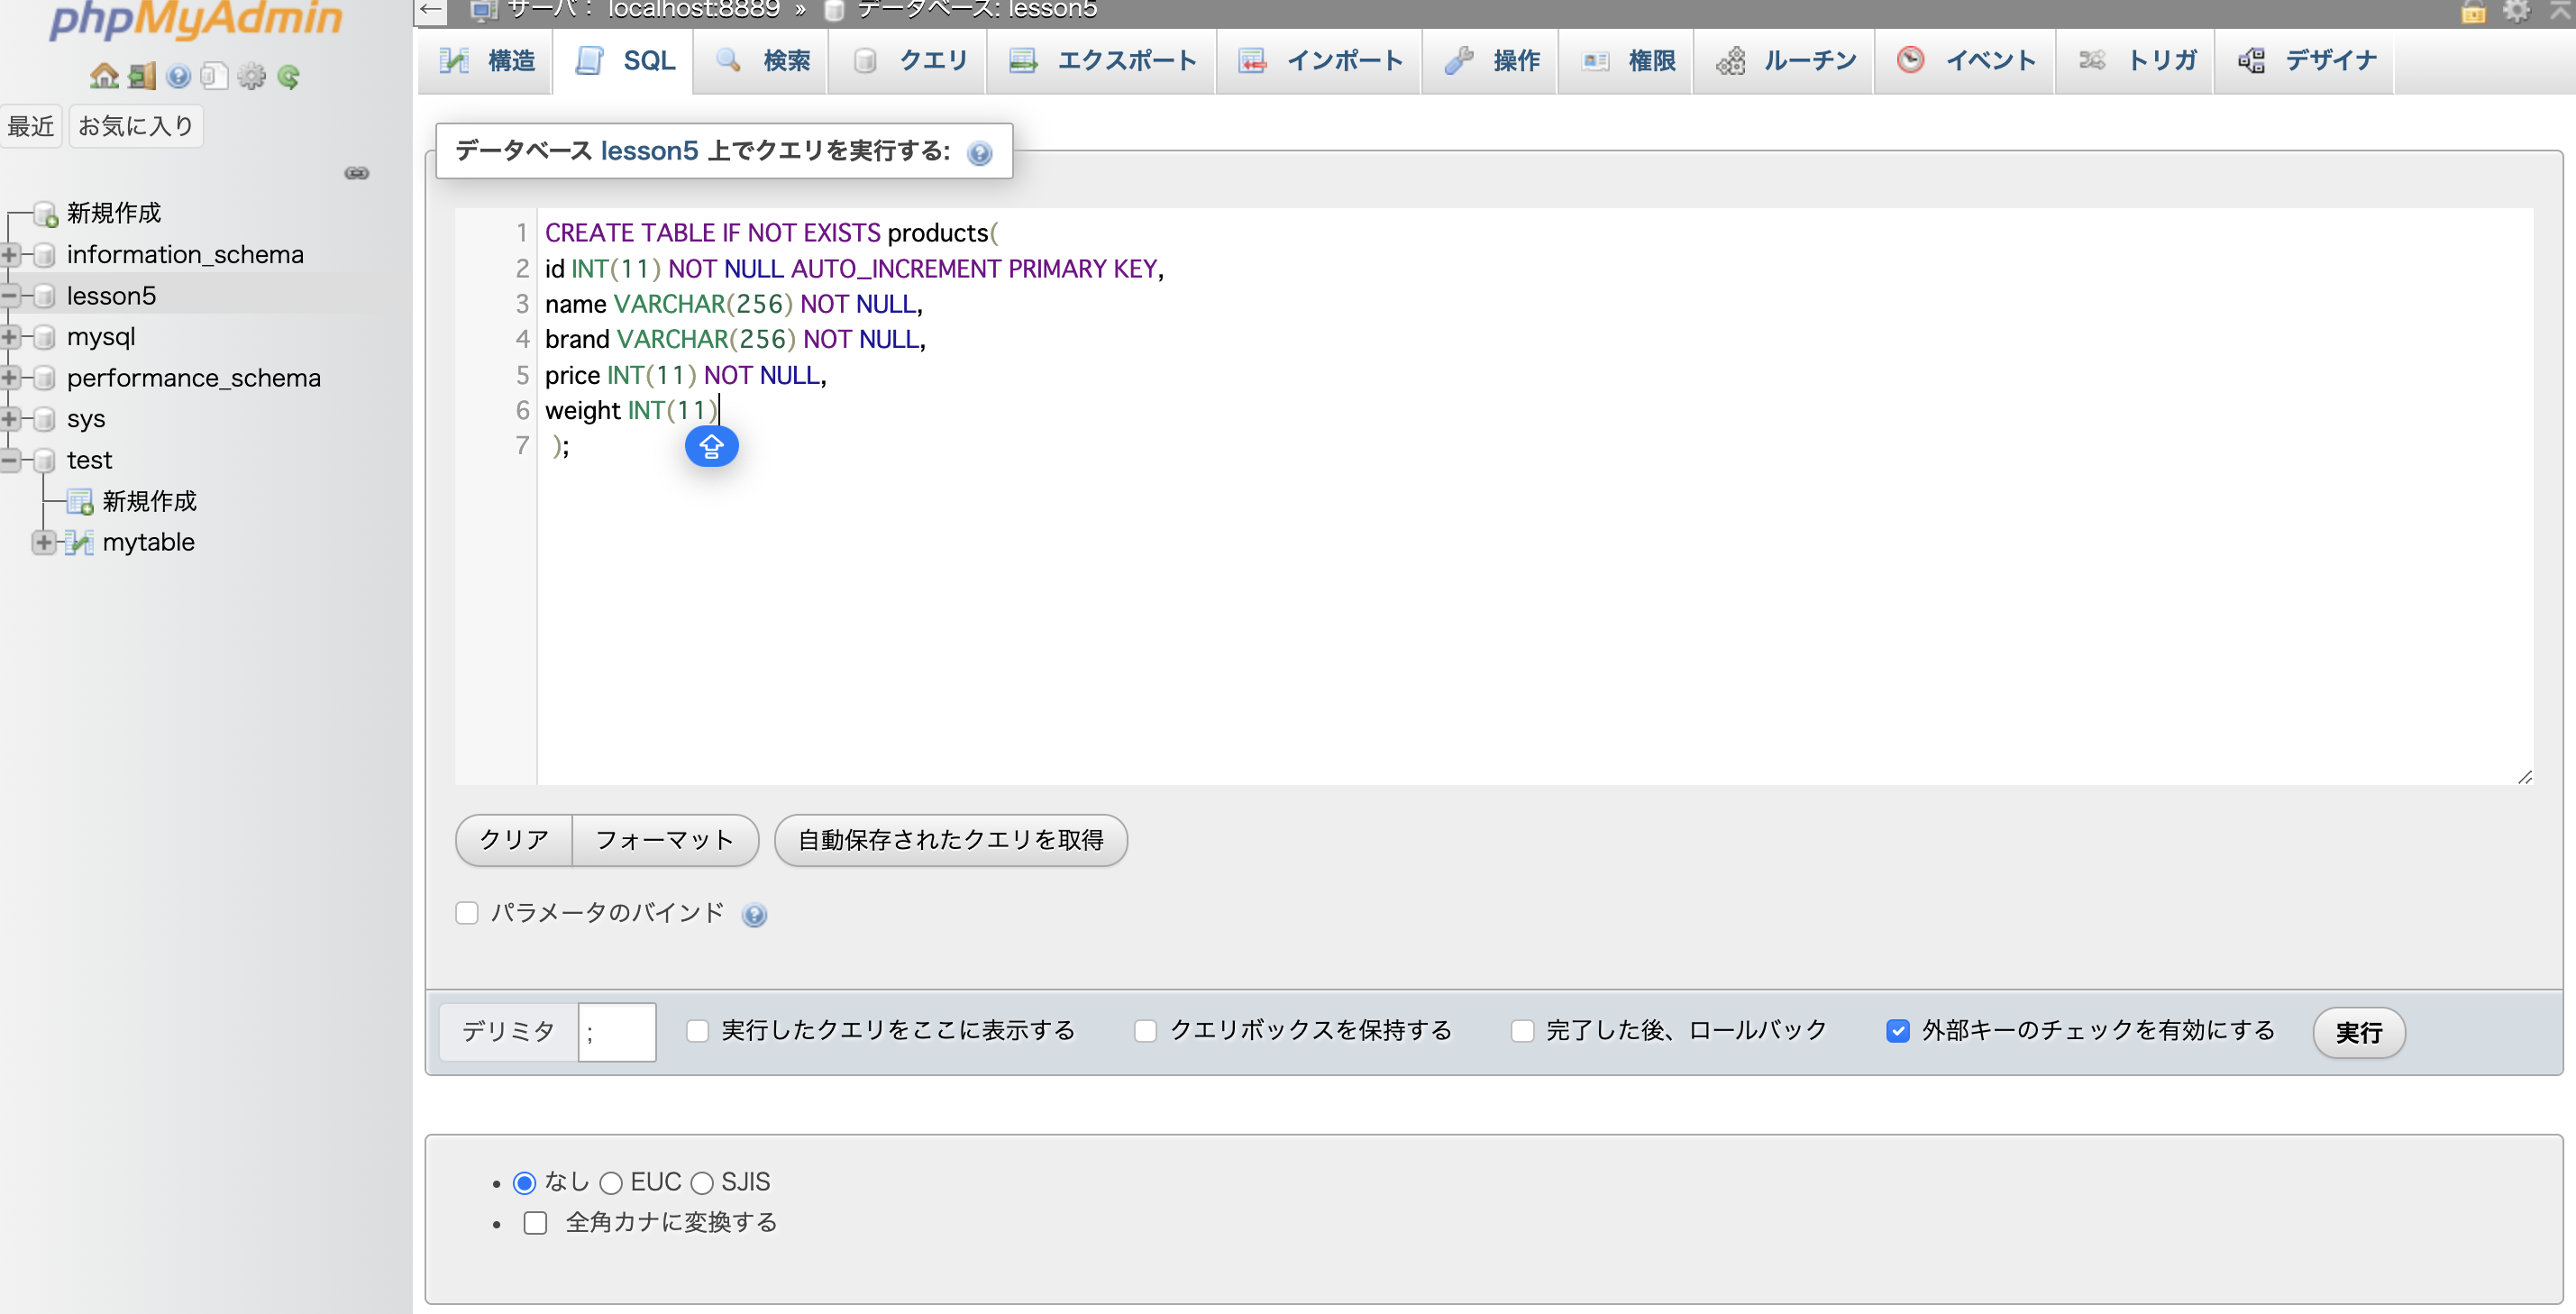 phpMyAdmin
最近 お気に入り
新規作成
information_schema
lesson5
mysql
performance_schema
sys
test
新規作成
mytable
サーバ： localhost:8889 » データベース: lesson5
構造 SQL 検索 クエリ エクスポート インポート 操作 権限 ルーチン イベント トリガ デザイナ
データベース lesson5 上でクエリを実行する:
1 CREATE TABLE IF NOT EXISTS products(
2 id INT(11) NOT NULL AUTO_INCREMENT PRIMARY KEY,
3 name VARCHAR(256) NOT NULL,
4 brand VARCHAR(256) NOT NULL,
5 price INT(11) NOT NULL,
6 weight INT(11)
7 );
クリア フォーマット 自動保存されたクエリを取得
パラメータのバインド
デリミタ ; 実行したクエリをここに表示する クエリボックスを保持する 完了した後、ロールバック 外部キーのチェックを有効にする 実行
• なし EUC SJIS
• 全角カナに変換する